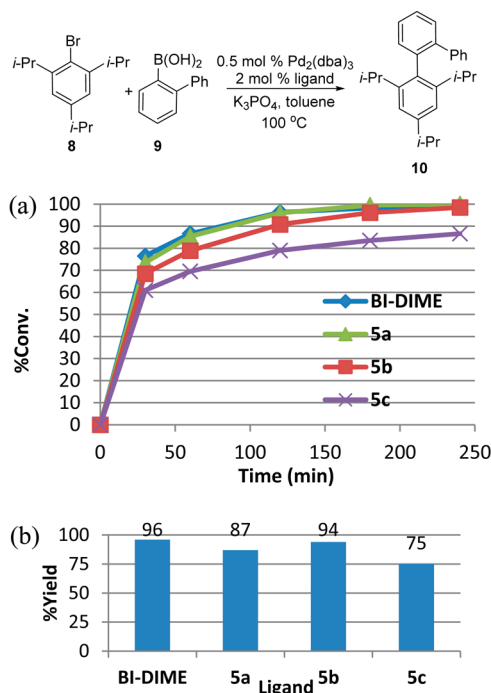 Br
i-Pr
i-Pr
i-Pr
8
+
B(OH)2
Ph
9
0.5 mol % Pd2(dba)3
2 mol % ligand
K3PO4, toluene
100 °C
Ph
i-Pr
i-Pr
i-Pr
10
(a)
%Conv.
100
90
80
70
60
50
40
30
20
10
0
BI-DIME
5a
5b
5c
0 50 100 150 200 250
Time (min)
(b)
%Yield
100
75
50
25
0
96 87 94 75
BI-DIME 5a 5b 5c
Ligand